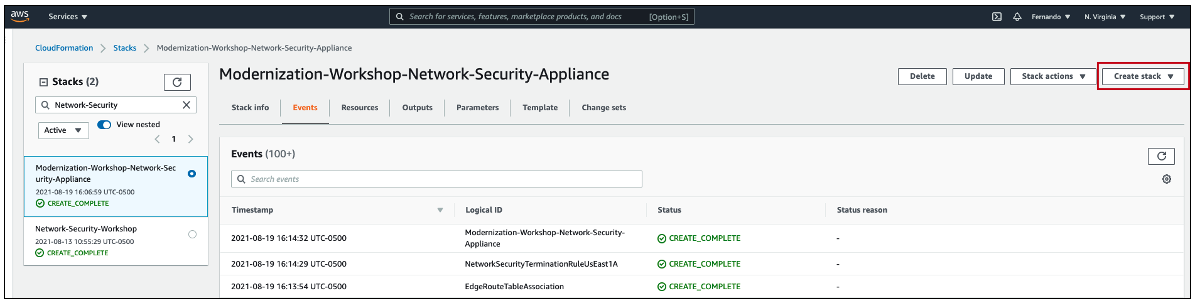 aws Services Search for services, features, marketplace products, and docs [Option+S] Fernando N. Virginia Support
CloudFormation Stacks Modernization-Workshop-Network-Security-Appliance
Stacks (2)
Network-Security
Active View nested
1
Modernization-Workshop-Network-Sec
urity-Appliance
2021-08-19 16:06:59 UTC-0500
CREATE_COMPLETE
Network-Security-Workshop
2021-08-13 10:55:29 UTC-0500
CREATE_COMPLETE
Modernization-Workshop-Network-Security-Appliance
Delete Update Stack actions Create stack
Stack info Events Resources Outputs Parameters Template Change sets
Events (100+)
Search events
Timestamp Logical ID Status Status reason
2021-08-19 16:14:32 UTC-0500 Modernization-Workshop-Network-Security-
Appliance CREATE_COMPLETE -
2021-08-19 16:14:29 UTC-0500 NetworkSecurityTerminationRuleUsEast1A CREATE_COMPLETE -
2021-08-19 16:13:54 UTC-0500 EdgeRouteTableAssociation CREATE_COMPLETE -